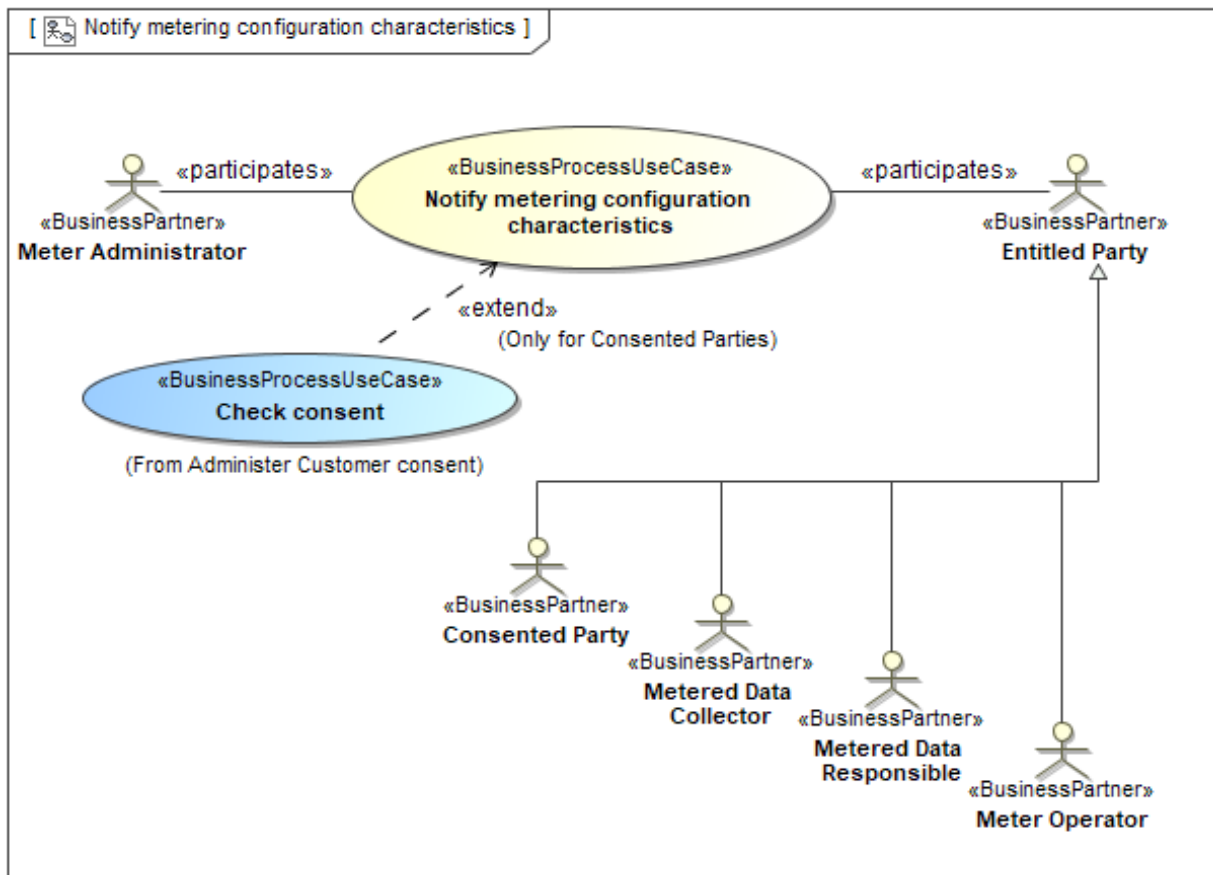 [ Notify metering configuration characteristics ]
«participates»
«BusinessProcessUseCase»
Notify metering configuration
characteristics
«participates»
«BusinessPartner»
Meter Administrator
«BusinessPartner»
Entitled Party
«extend»
(Only for Consented Parties)
«BusinessProcessUseCase»
Check consent
(From Administer Customer consent)
«BusinessPartner»
Consented Party
«BusinessPartner»
Metered Data
Collector
«BusinessPartner»
Metered Data
Responsible
«BusinessPartner»
Meter Operator